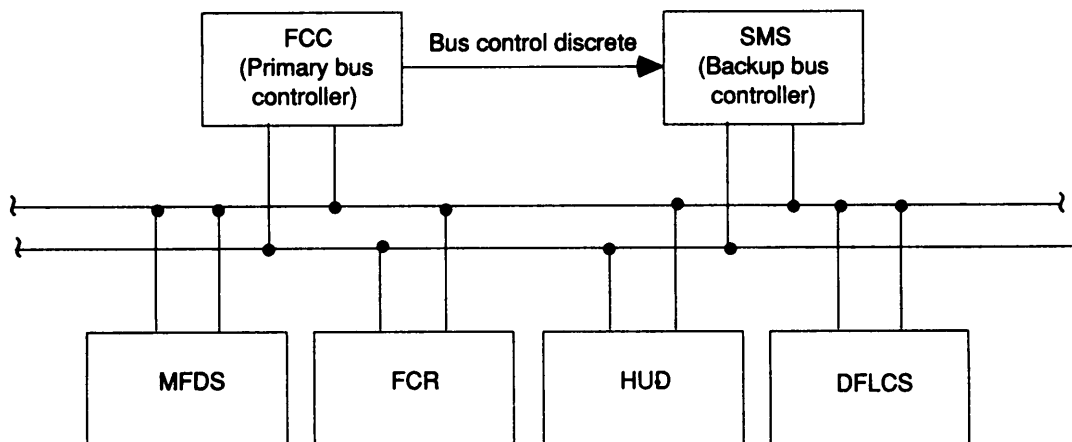 FCC
(Primary bus
controller)
Bus control discrete
SMS
(Backup bus
controller)
MFDS
FCR
HUD
DFLCS